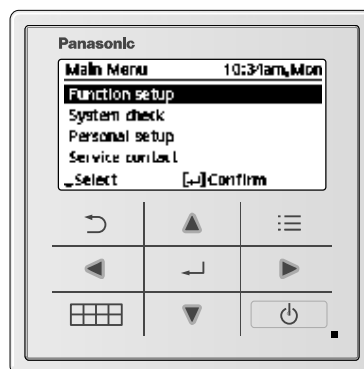 Panasonic
Main Menu 10:34am,Mon
Function setup
System check
Personal setup
Service contact
Select [↵]Confirm